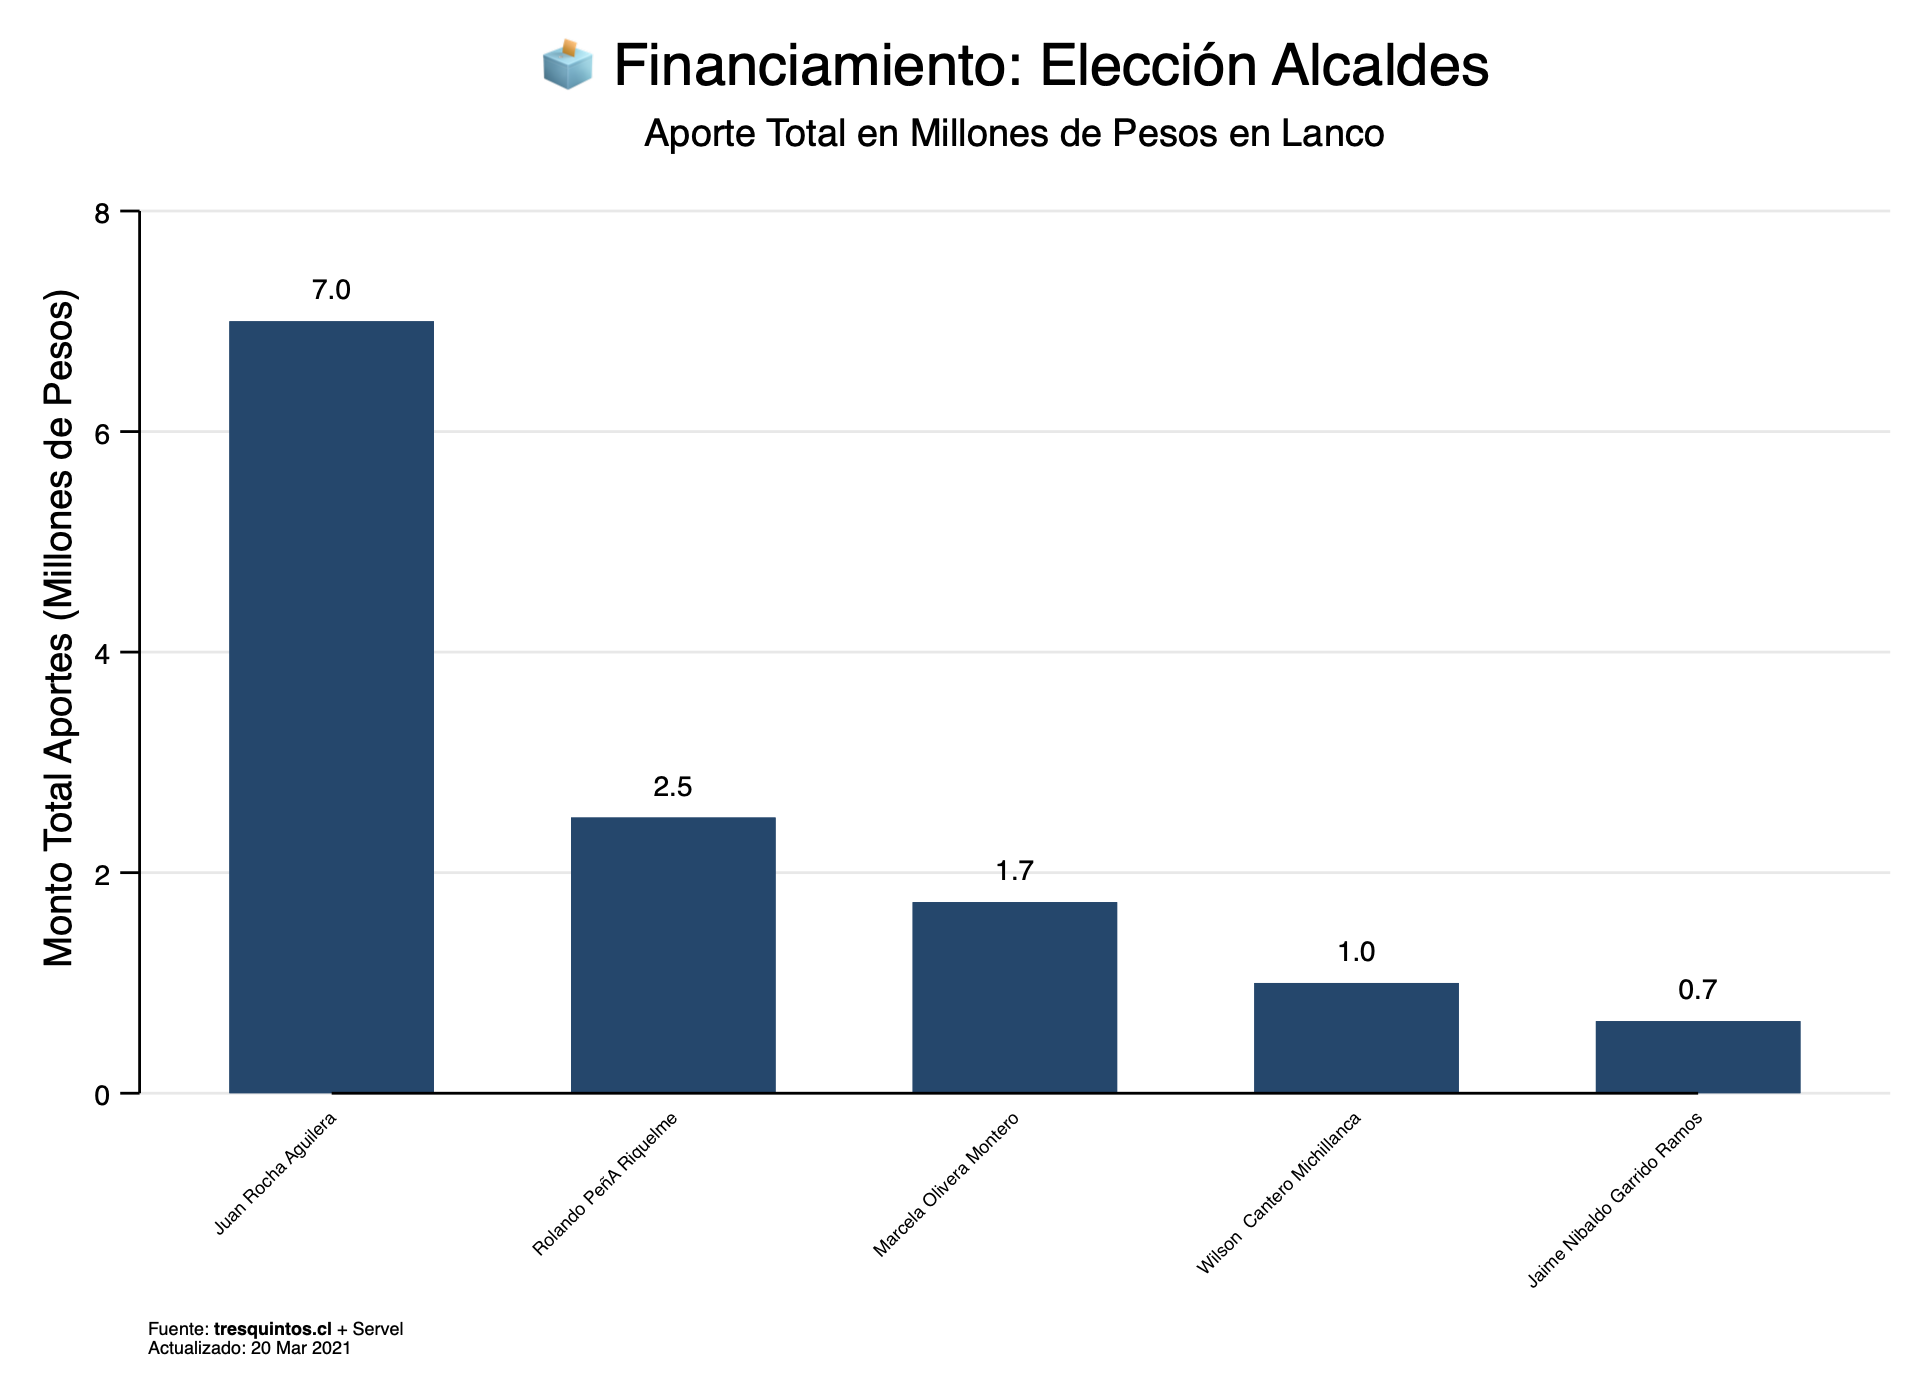 Financiamiento: Elección Alcaldes
Aporte Total en Millones de Pesos en Lanco
Monto Total Aportes (Millones de Pesos)
8
6
4
2
0
7.0
2.5
1.7
1.0
0.7
Juan Rocha Aguilera
Rolando PeñA Riquelme
Marcela Olivera Montero
Wilson  Cantero Michillanca
Jaime Nibaldo Garrido Ramos
Fuente: tresquintos.cl + Servel
Actualizado: 20 Mar 2021